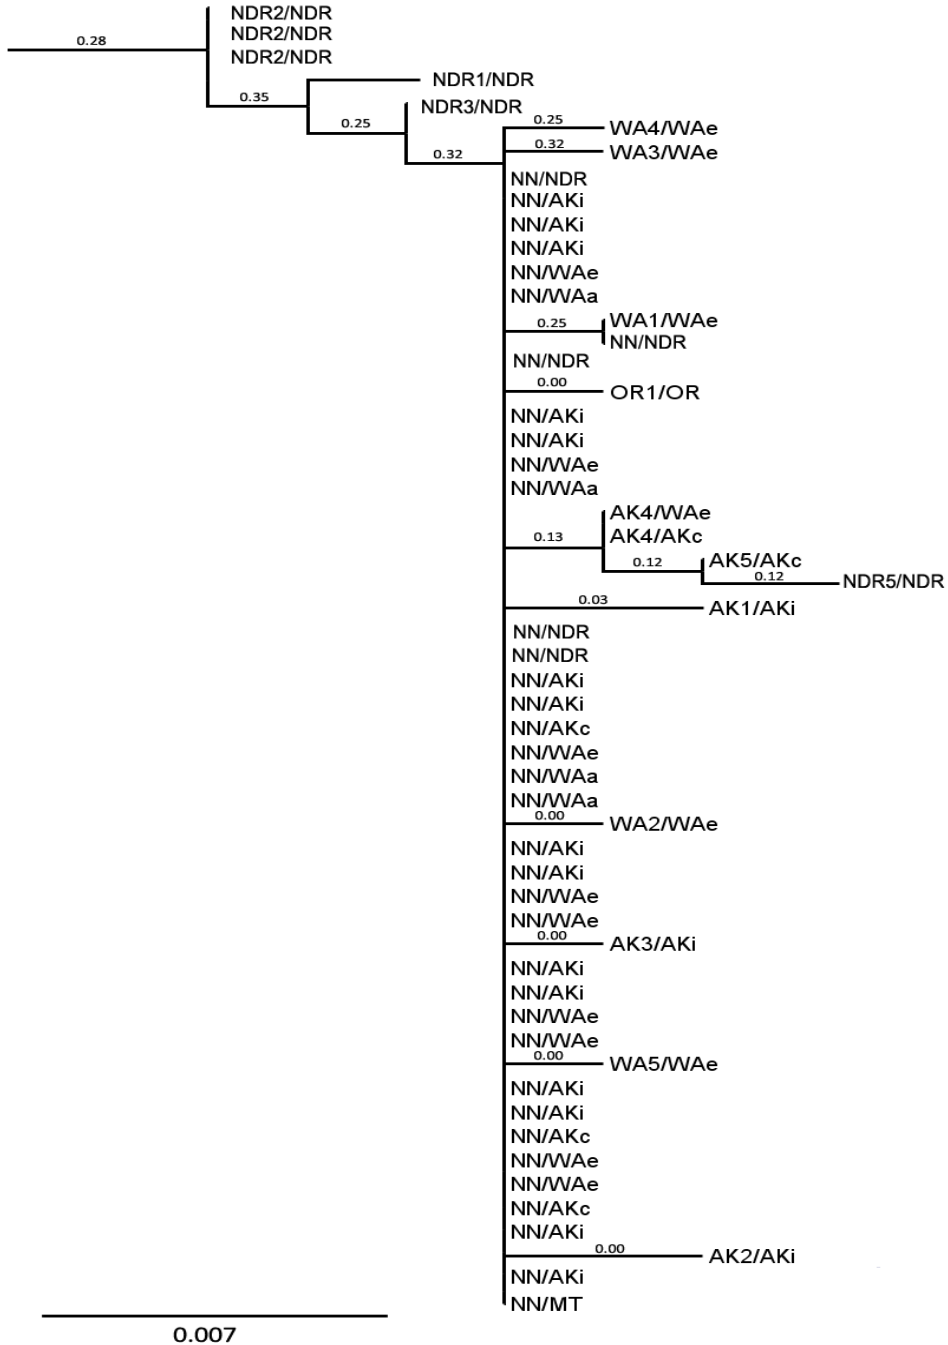 NDR2/NDR
NDR2/NDR
0.28
NDR2/NDR
NDR1/NDR
0.35
NDR3/NDR
0.25
0.25
WA4/WAe
0.32
WA3/WAe
0.32
NN/NDR
NN/AKi
NN/AKi
NN/AKi
NN/WAe
NN/WAa
0.25
WA1/WAe
NN/NDR
NN/NDR
0.00
OR1/OR
NN/AKi
NN/AKi
NN/WAe
NN/WAa
AK4/WAe
0.13
AK4/AKc
0.12
AK5/AKc
0.12
NDR5/NDR
0.03
AK1/AKi
NN/NDR
NN/NDR
NN/AKi
NN/AKi
NN/AKc
NN/WAe
NN/WAa
NN/WAa
0.00
WA2/WAe
NN/AKi
NN/AKi
NN/WAe
NN/WAe
0.00
AK3/AKi
NN/AKi
NN/AKi
NN/WAe
NN/WAe
0.00
WA5/WAe
NN/AKi
NN/AKi
NN/AKc
NN/WAe
NN/WAe
NN/AKc
NN/AKi
0.00
AK2/AKi
NN/AKi
NN/MT
0.007